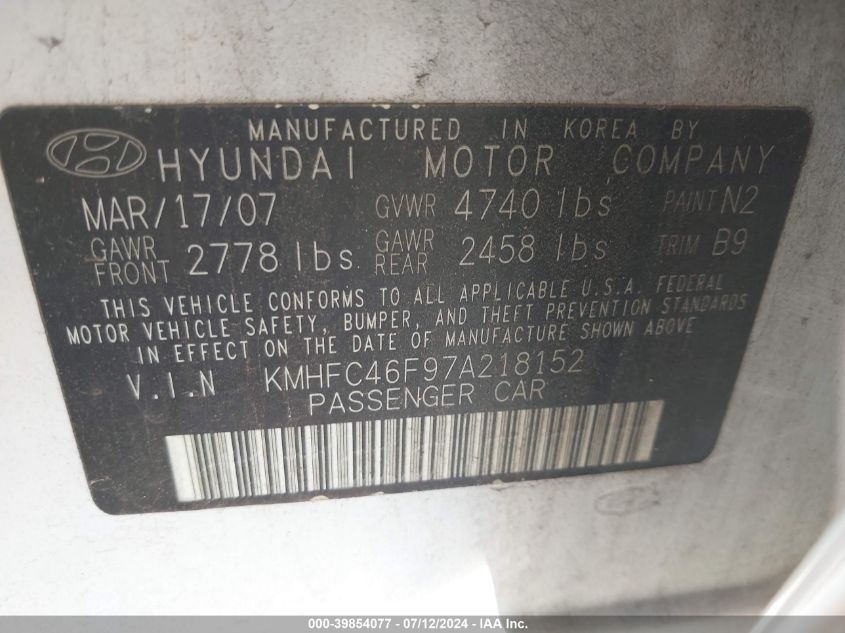 MANUFACTURED IN KOREA BY
HYUNDAI MOTOR COMPANY
MAR/17/07 GVWR 4740 lbs PAINT N2
GAWR FRONT 2778 lbs GAWR REAR 2458 lbs TRIM B9
THIS VEHICLE CONFORMS TO ALL APPLICABLE U.S.A. FEDERAL
MOTOR VEHICLE SAFETY, BUMPER, AND THEFT PREVENTION STANDARDS
IN EFFECT ON THE DATE OF MANUFACTURE SHOWN ABOVE
V.I.N KMHFC46F97A218152
PASSENGER CAR
000-39854077 - 07/12/2024 - IAA Inc.